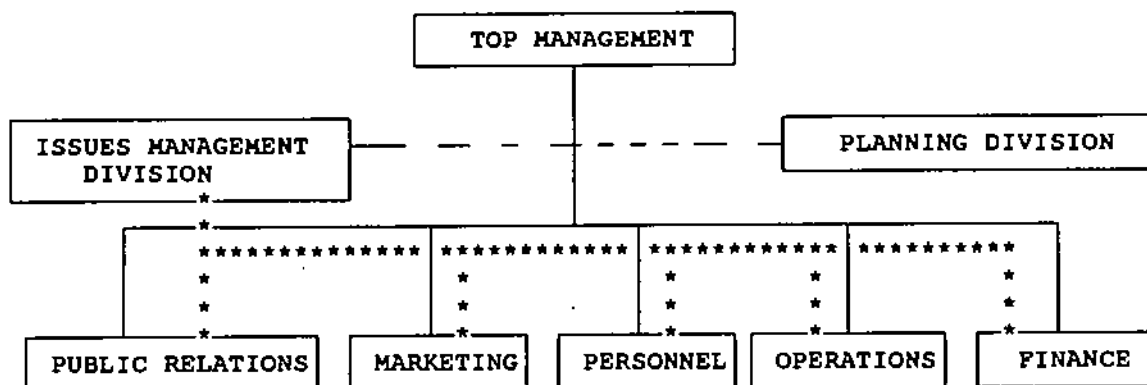 TOP MANAGEMENT
ISSUES MANAGEMENT
DIVISION
PLANNING DIVISION
PUBLIC RELATIONS
MARKETING
PERSONNEL
OPERATIONS
FINANCE